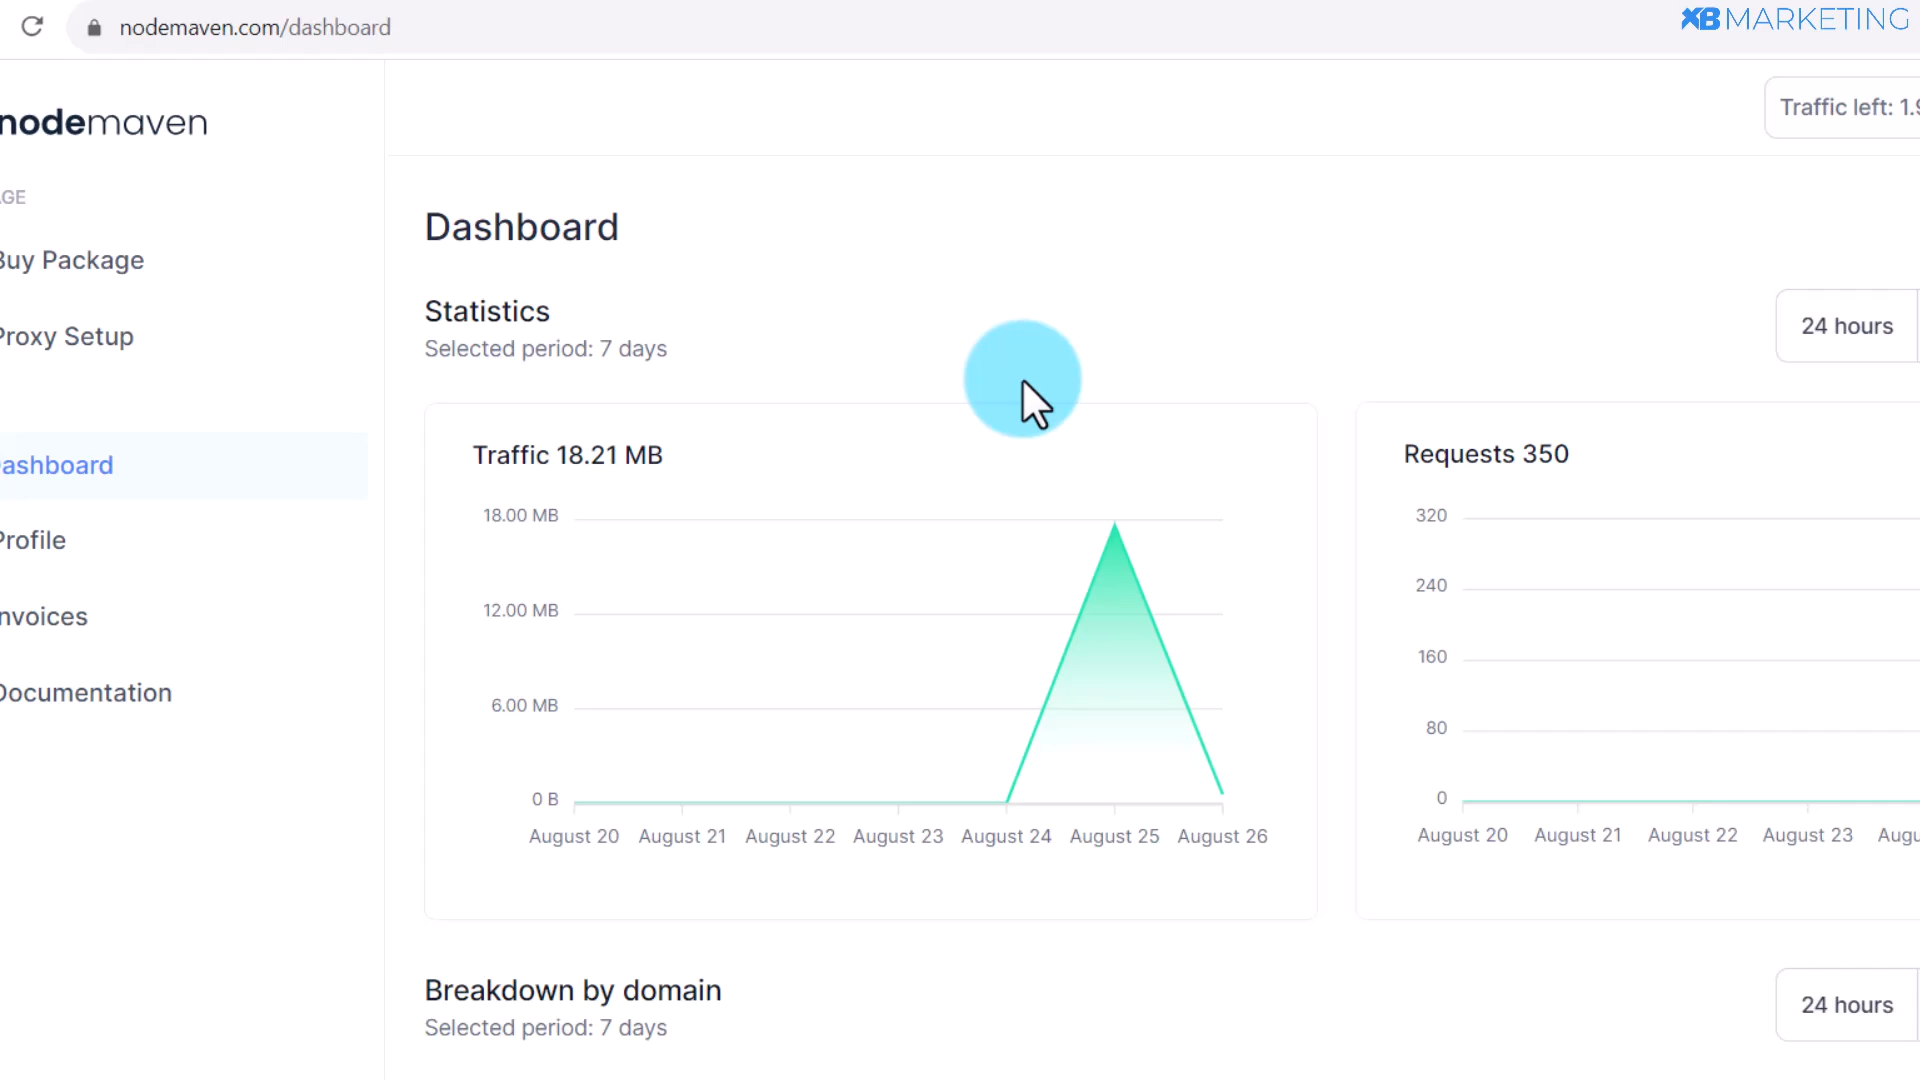 nodemaven.com/dashboard
XBMARKETING
nodemaven
Traffic left: 1.9
GE
Buy Package
Proxy Setup
ashboard
Profile
nvoices
Documentation
Dashboard
Statistics
Selected period: 7 days
24 hours
Traffic 18.21 MB
18.00 MB
12.00 MB
6.00 MB
0 B
August 20 August 21 August 22 August 23 August 24 August 25 August 26
Requests 350
320
240
160
80
0
August 20 August 21 August 22 August 23 Augu
Breakdown by domain
Selected period: 7 days
24 hours